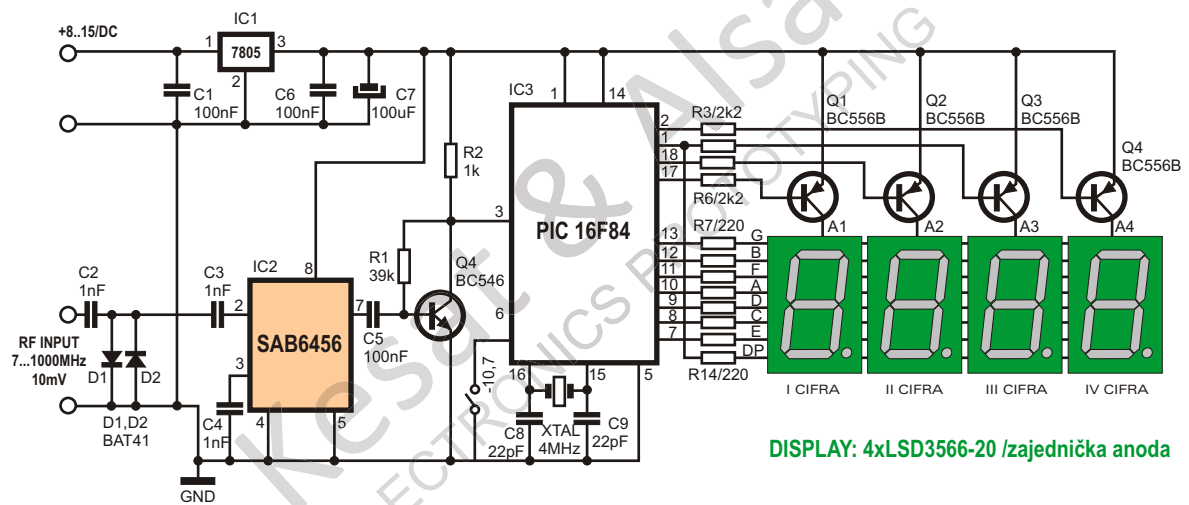 +8..15/DC
IC1
1
7805
3
2
C1
100nF
C6
100nF
C7
100uF
R2
1k
IC3
1
14
PIC 16F84
3
6
2
1
18
17
13
12
11
10
9
8
7
16
15
5
R3/2k2
R6/2k2
R7/220
R14/220
G
B
F
A
D
C
E
DP
Q1
BC556B
Q2
BC556B
Q3
BC556B
Q4
BC556B
A1
A2
A3
A4
I CIFRA
II CIFRA
III CIFRA
IV CIFRA
DISPLAY: 4xLSD3566-20 /zajednička anoda
C2
1nF
C3
1nF
IC2
8
2
3
7
4
5
SAB6456
R1
39k
Q4
BC546
C5
100nF
RF INPUT
7...1000MHz
10mV
D1
D2
D1,D2
BAT41
C4
1nF
-10,7
C8
22pF
XTAL
4MHz
C9
22pF
GND
Kesat & Alsa
ELECTRONICS PROTOTYPING